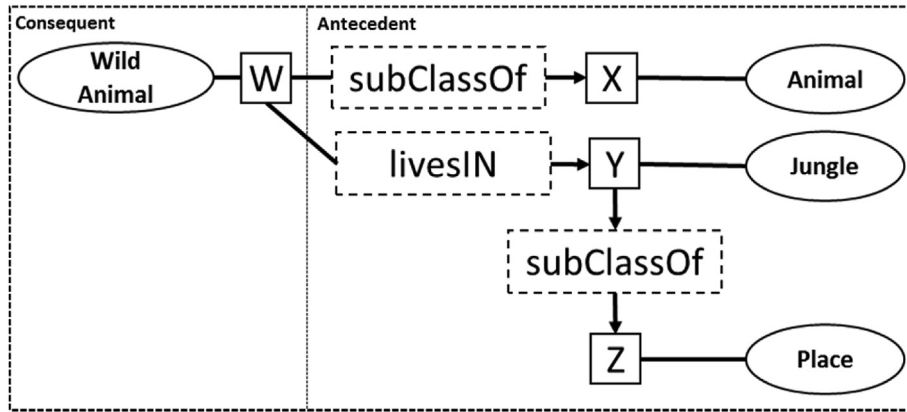 Consequent
Antecedent
Wild
Animal
W
subClassOf
X
Animal
livesIN
Y
Jungle
subClassOf
Z
Place